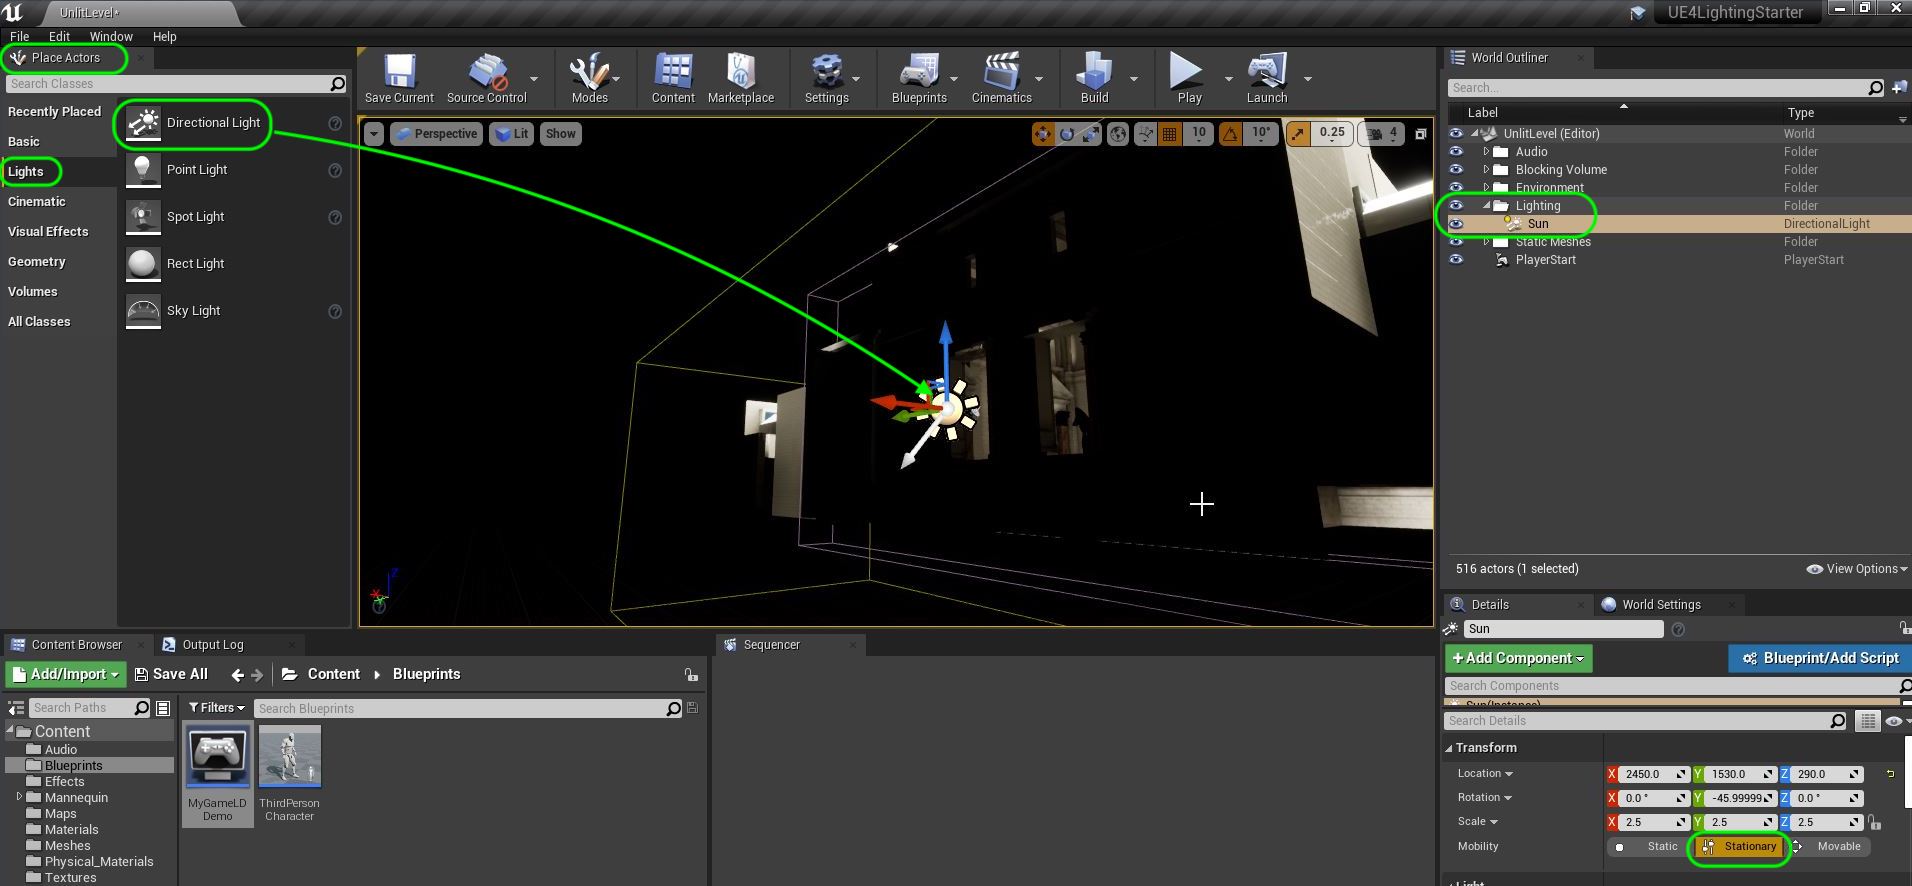 UnlitLevel*
UE4LightingStarter
File Edit Window Help
Place Actors
Search Classes
Recently Placed
Basic
Lights
Cinematic
Visual Effects
Geometry
Volumes
All Classes
Directional Light
Point Light
Spot Light
Rect Light
Sky Light
Save Current
Source Control
Modes
Content
Marketplace
Settings
Blueprints
Cinematics
Build
Play
Launch
Perspective
Lit
Show
10
10°
0.25
4
Z
World Outliner
Search...
Label Type
UnlitLevel (Editor) World
Audio Folder
Blocking Volume Folder
Environment Folder
Lighting Folder
Sun DirectionalLight
Static Meshes Folder
PlayerStart PlayerStart
516 actors (1 selected) View Options
Details World Settings
Sun
+Add Component Blueprint/Add Script
Search Components
Sun(Instance)
Search Details
Transform
Location X 2450.0 Y 1530.0 Z 290.0
Rotation X 0.0 ° Y -45.99999 Z 0.0 °
Scale X 2.5 Y 2.5 Z 2.5
Mobility Static Stationary Movable
Light
Content Browser Output Log
Add/Import Save All Content Blueprints
Search Paths
Filters
Search Blueprints
Content
Audio
Blueprints
Effects
Mannequin
Maps
Materials
Meshes
Physical_Materials
Textures
MyGameLD
Demo
ThirdPerson
Character
Sequencer